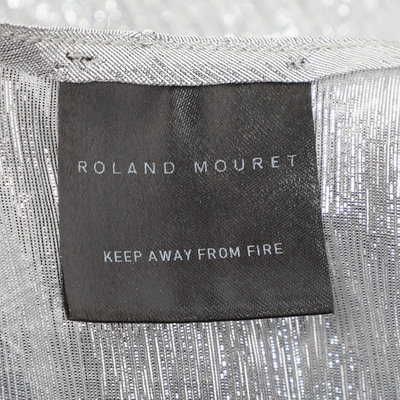 ROLAND MOURET
KEEP AWAY FROM FIRE